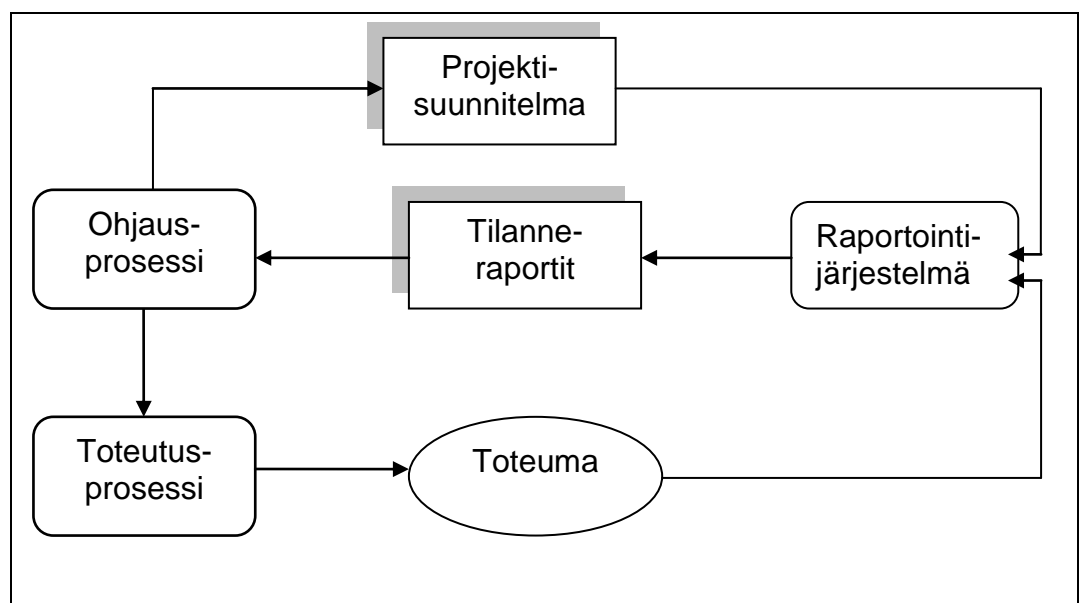 Projekti-
suunnitelma
Ohjaus-
prosessi
Tilanne-
raportit
Raportointi-
järjestelmä
Toteutus-
prosessi
Toteuma